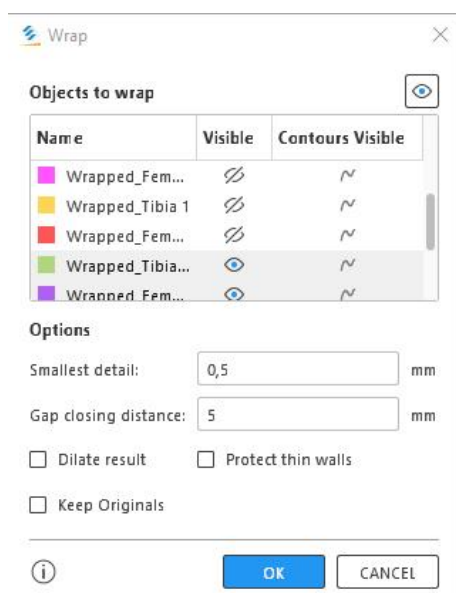 Wrap
Objects to wrap
Name Visible Contours Visible
Wrapped_Fem...
Wrapped_Tibia 1
Wrapped_Fem...
Wrapped_Tibia...
Wrapped_Fem...
Options
Smallest detail: 0,5 mm
Gap closing distance: 5 mm
Dilate result Protect thin walls
Keep Originals
OK CANCEL